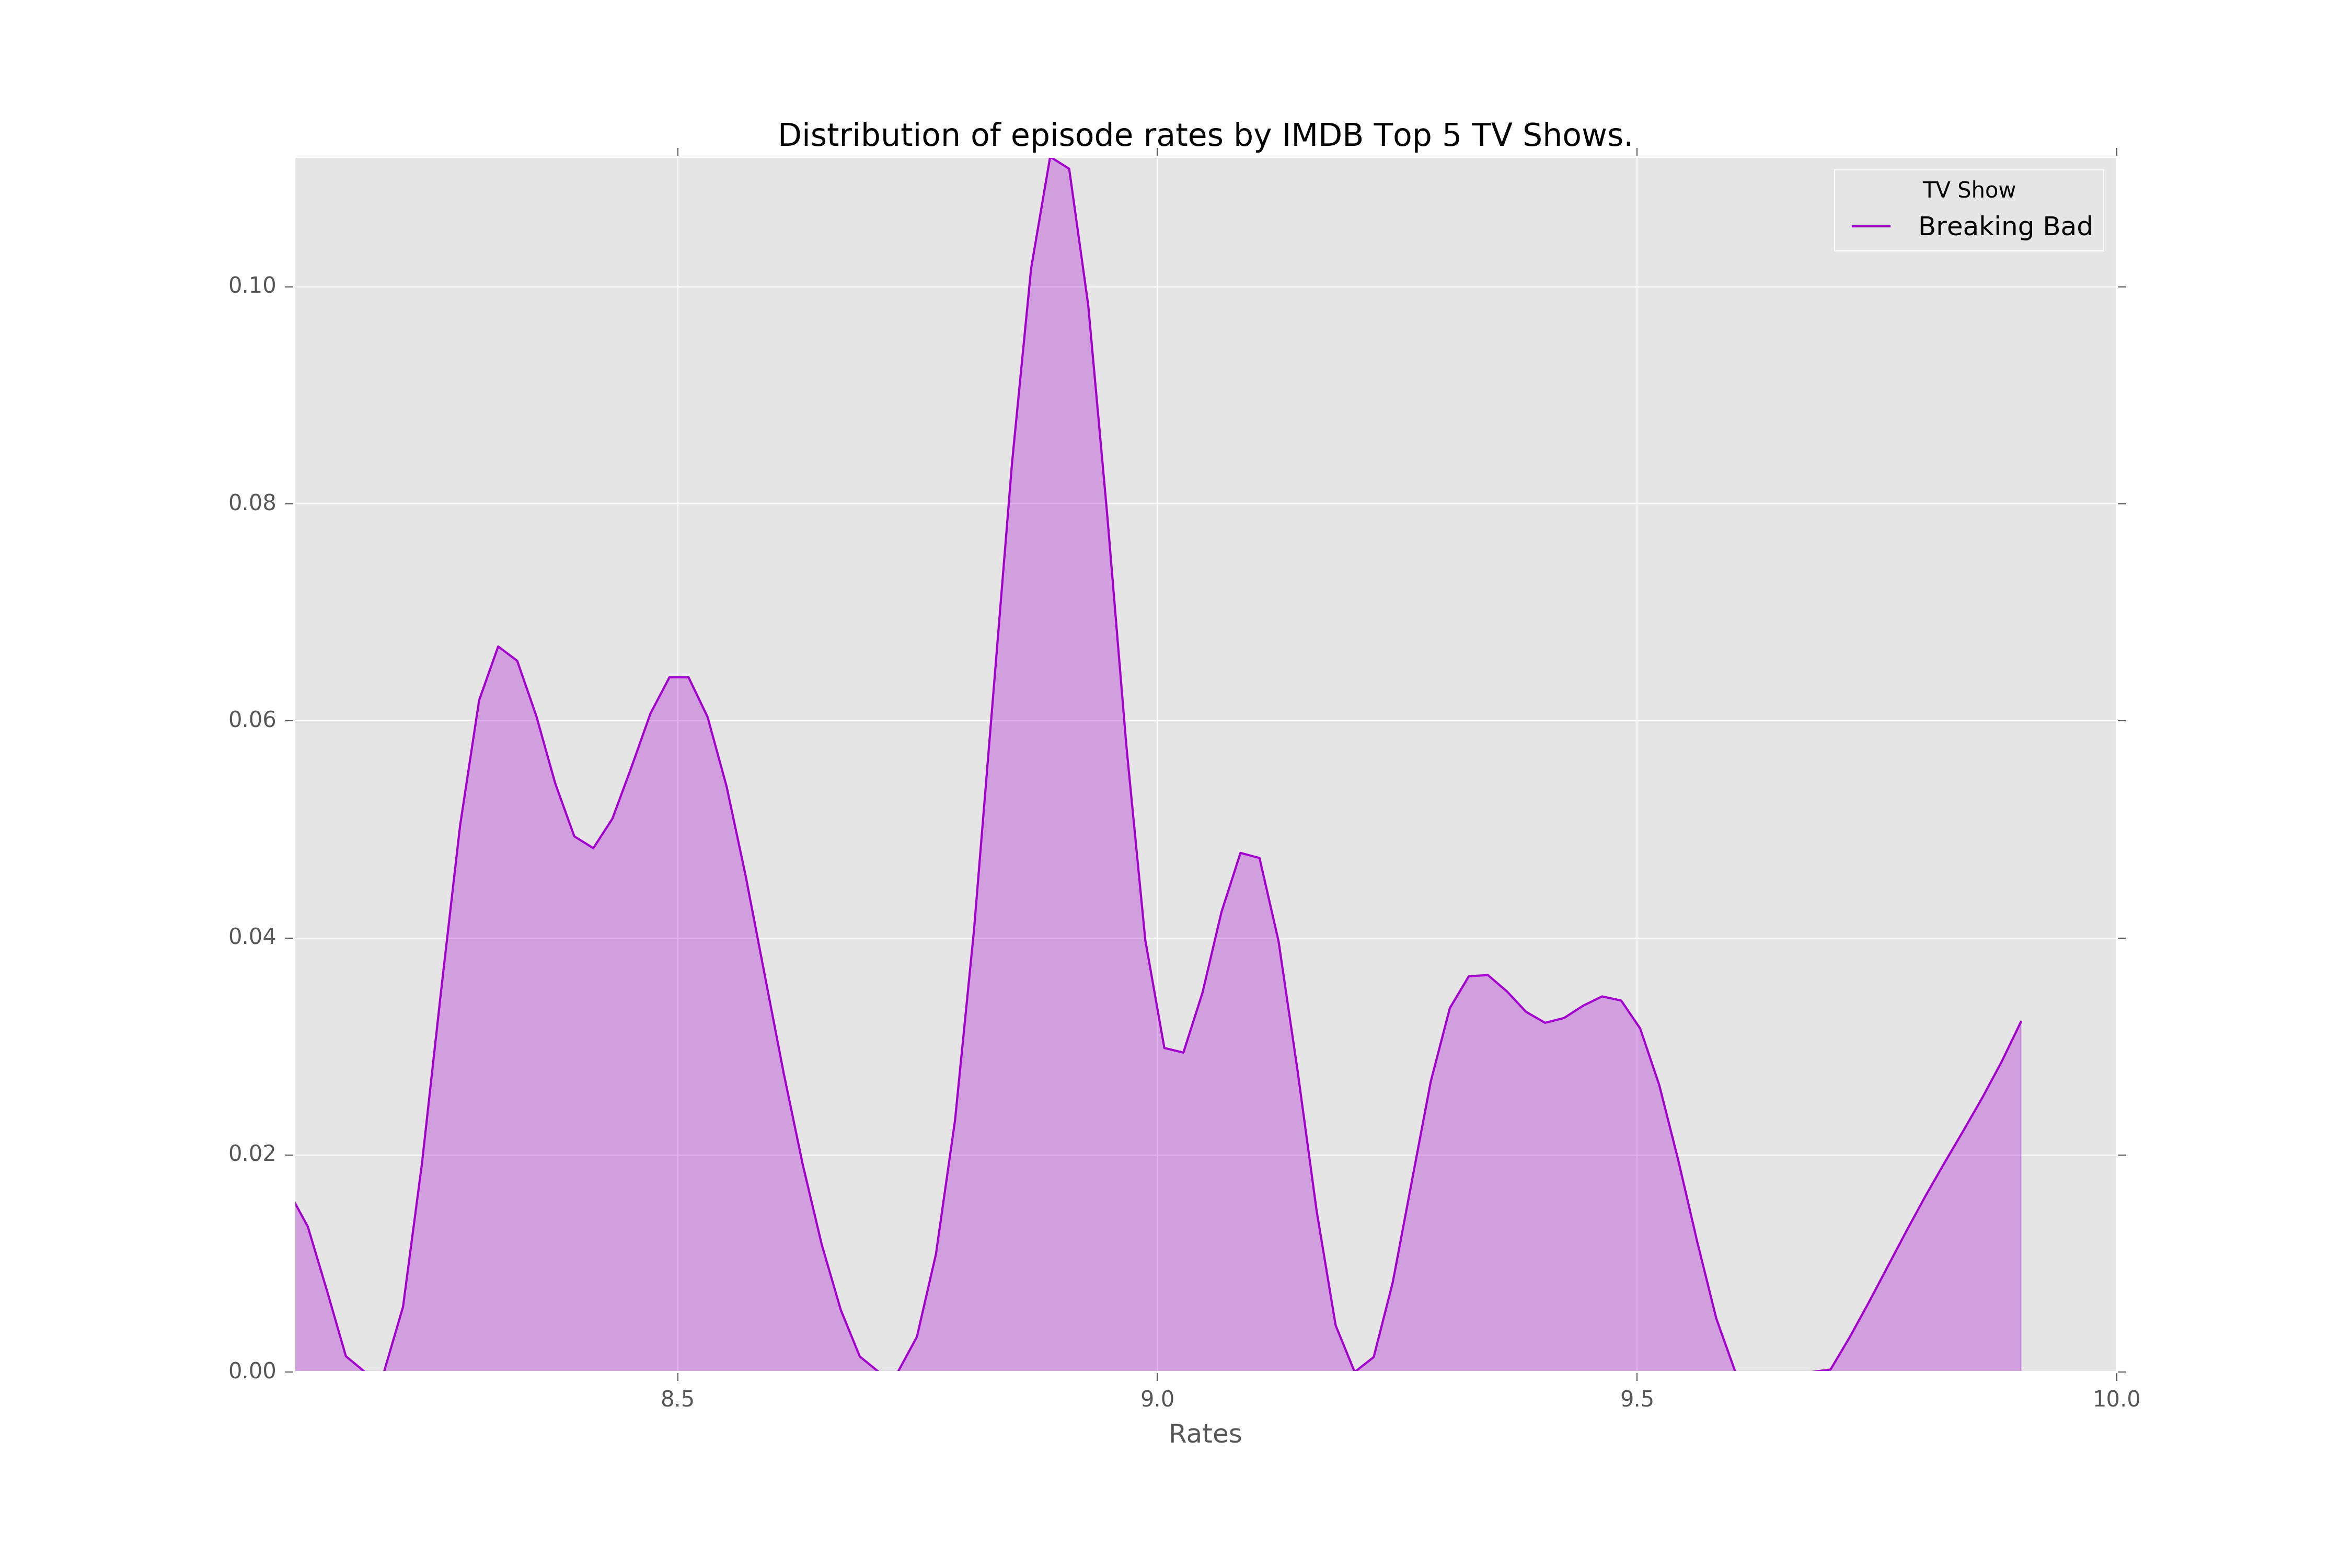 Distribution of episode rates by IMDB Top 5 TV Shows.
TV Show
Breaking Bad
0.10
0.08
0.06
0.04
0.02
0.00
8.5 9.0 9.5 10.0
Rates